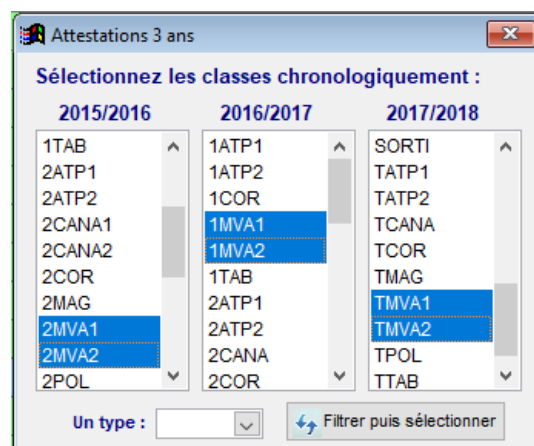 Attestations 3 ans
Sélectionnez les classes chronologiquement :
2015/2016 2016/2017 2017/2018
1TAB 1ATP1 SORTI
2ATP1 1ATP2 TATP1
2ATP2 1COR TATP2
2CANA1 1MVA1 TCANA
2CANA2 1MVA2 TCOR
2COR 1TAB TMAG
2MAG 2ATP1 TMVA1
2MVA1 2ATP2 TMVA2
2MVA2 2CANA TPOL
2POL 2COR TTAB
Un type : Filtrer puis sélectionner